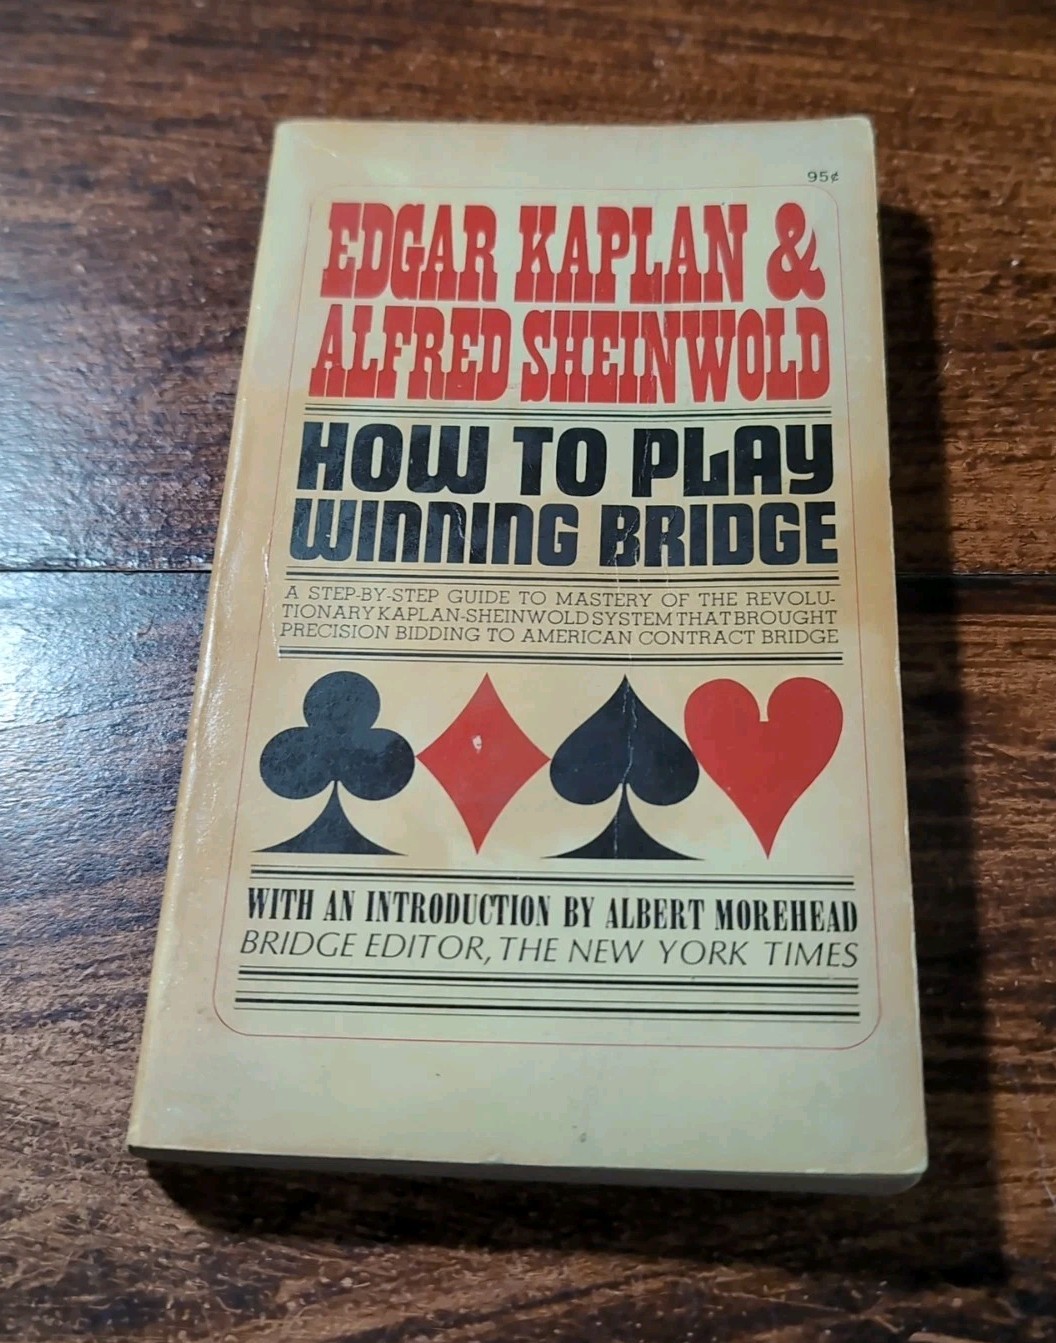 95¢
EDGAR KAPLAN &
ALFRED SHEINWOLD
HOW TO PLAY
WINNING BRIDGE
A STEP-BY-STEP GUIDE TO MASTERY OF THE REVOLU-
TIONARY KAPLAN-SHEINWOLD SYSTEM THAT BROUGHT
PRECISION BIDDING TO AMERICAN CONTRACT BRIDGE
WITH AN INTRODUCTION BY ALBERT MOREHEAD
BRIDGE EDITOR, THE NEW YORK TIMES